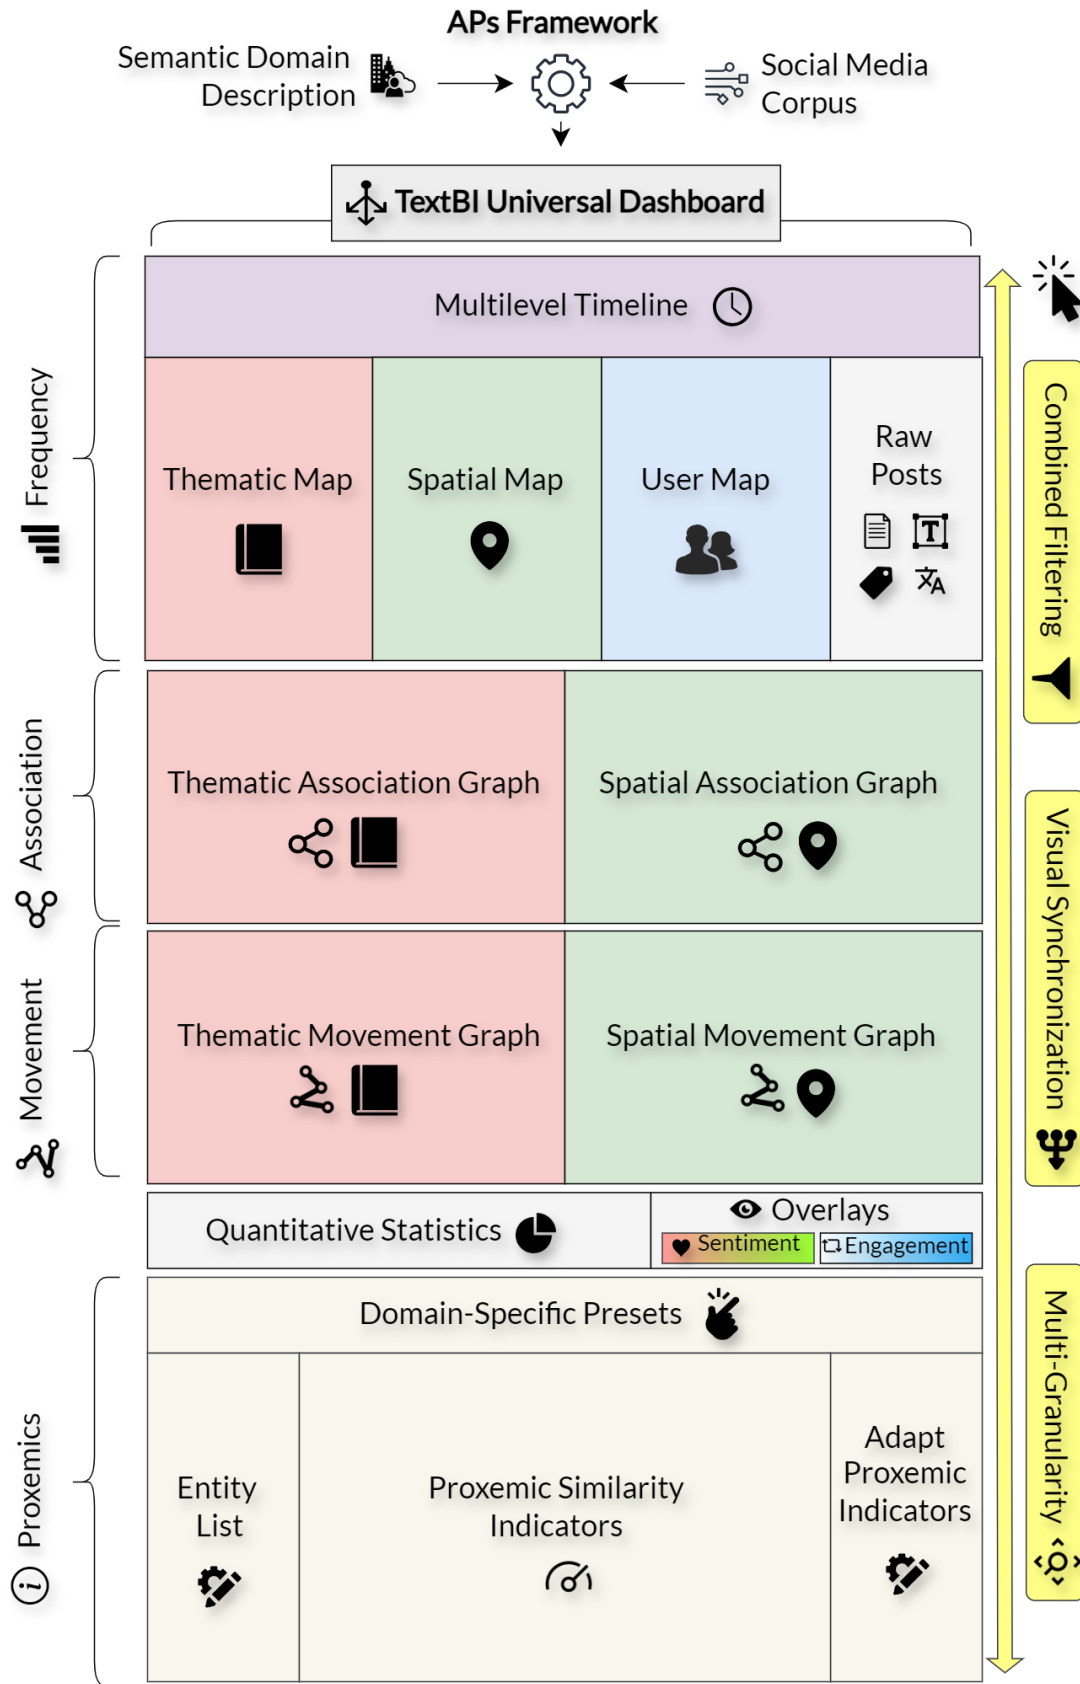 APs Framework
Semantic Domain
Description
Social Media
Corpus
TextBI Universal Dashboard
Multilevel Timeline
Frequency
Thematic Map
Spatial Map
User Map
Raw
Posts
Combined Filtering
Association
Thematic Association Graph
Spatial Association Graph
Visual Synchronization
Movement
Thematic Movement Graph
Spatial Movement Graph
Quantitative Statistics
Overlays
Sentiment
Engagement
Multi-Granularity
Proxemics
Domain-Specific Presets
Entity
List
Proxemic Similarity
Indicators
Adapt
Proxemic
Indicators